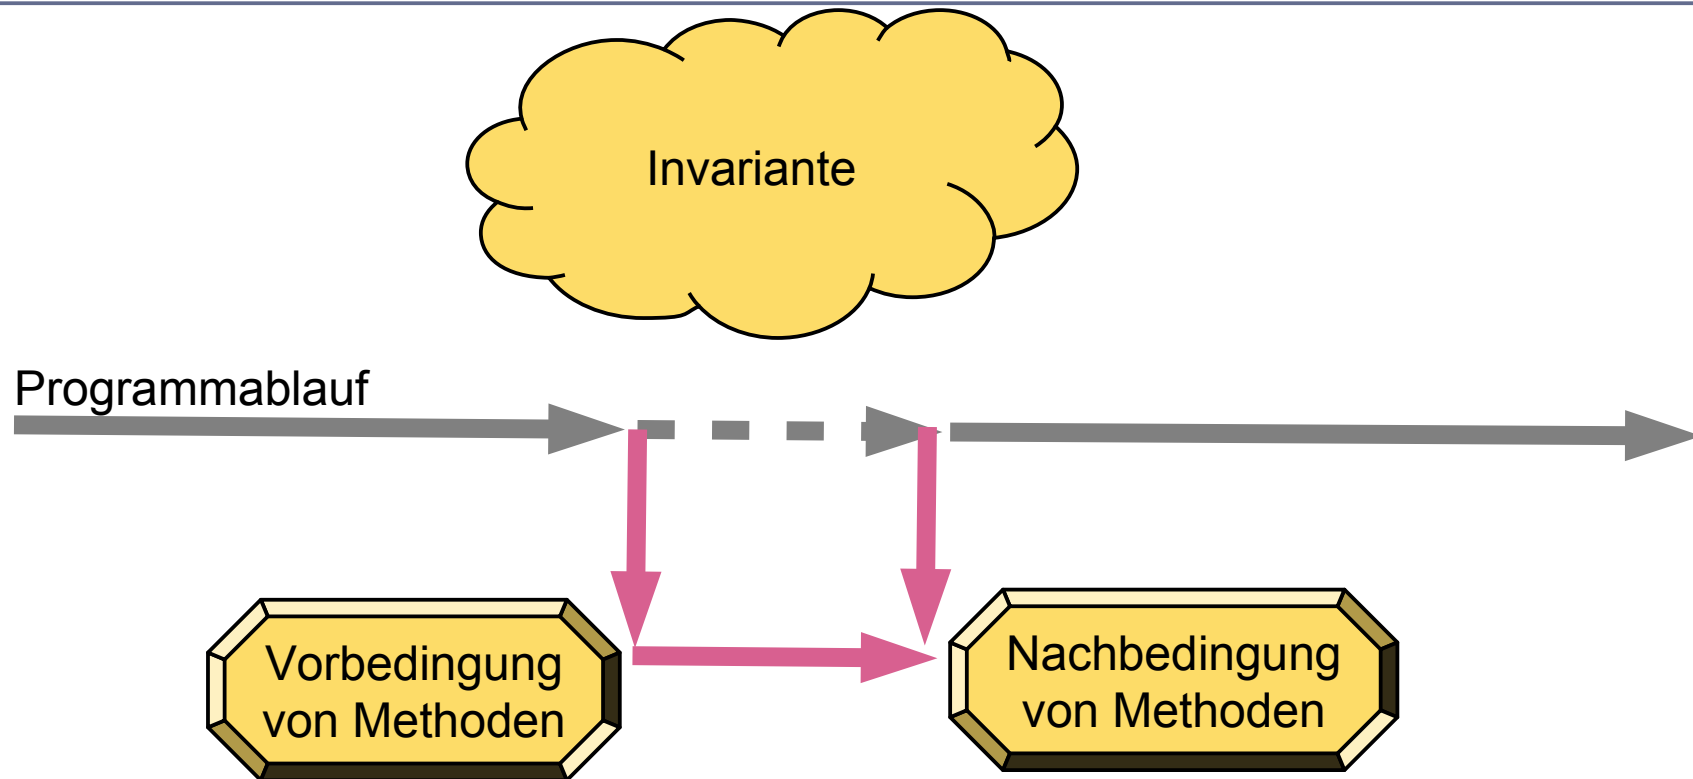 Invariante
Programmablauf
Vorbedingung
von Methoden
Nachbedingung
von Methoden